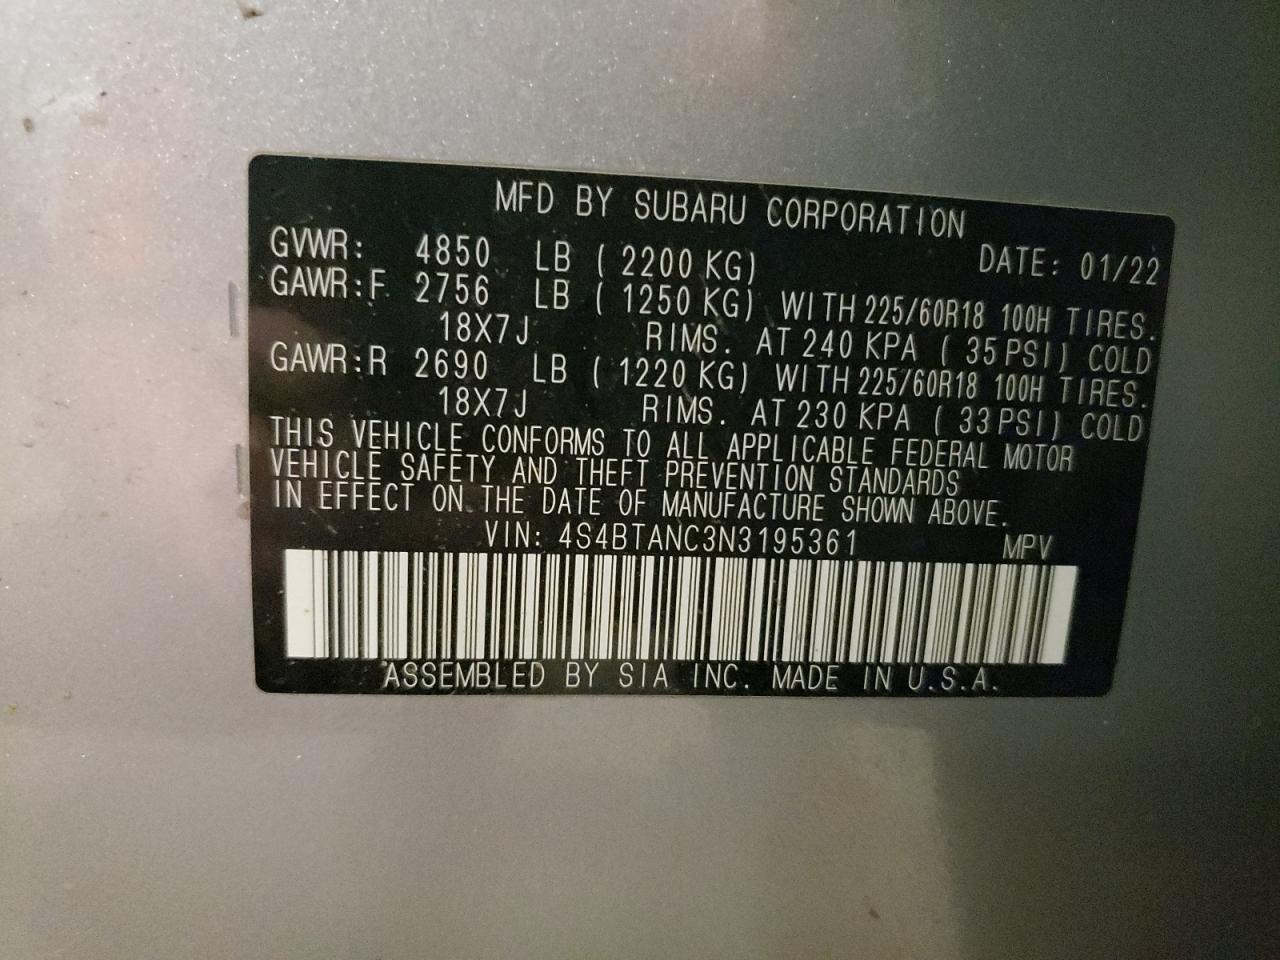 MFD BY SUBARU CORPORATION
GVWR: 4850 LB ( 2200 KG) DATE: 01/22
GAWR:F 2756 LB ( 1250 KG) WITH 225/60R18 100H TIRES.
18X7J RIMS. AT 240 KPA ( 35 PSI) COLD
GAWR:R 2690 LB ( 1220 KG) WITH 225/60R18 100H TIRES.
18X7J RIMS. AT 230 KPA ( 33 PSI) COLD
THIS VEHICLE CONFORMS TO ALL APPLICABLE FEDERAL MOTOR
VEHICLE SAFETY AND THEFT PREVENTION STANDARDS
IN EFFECT ON THE DATE OF MANUFACTURE SHOWN ABOVE.
VIN: 4S4BTANC3N3195361 MPV
ASSEMBLED BY SIA INC. MADE IN U.S.A.